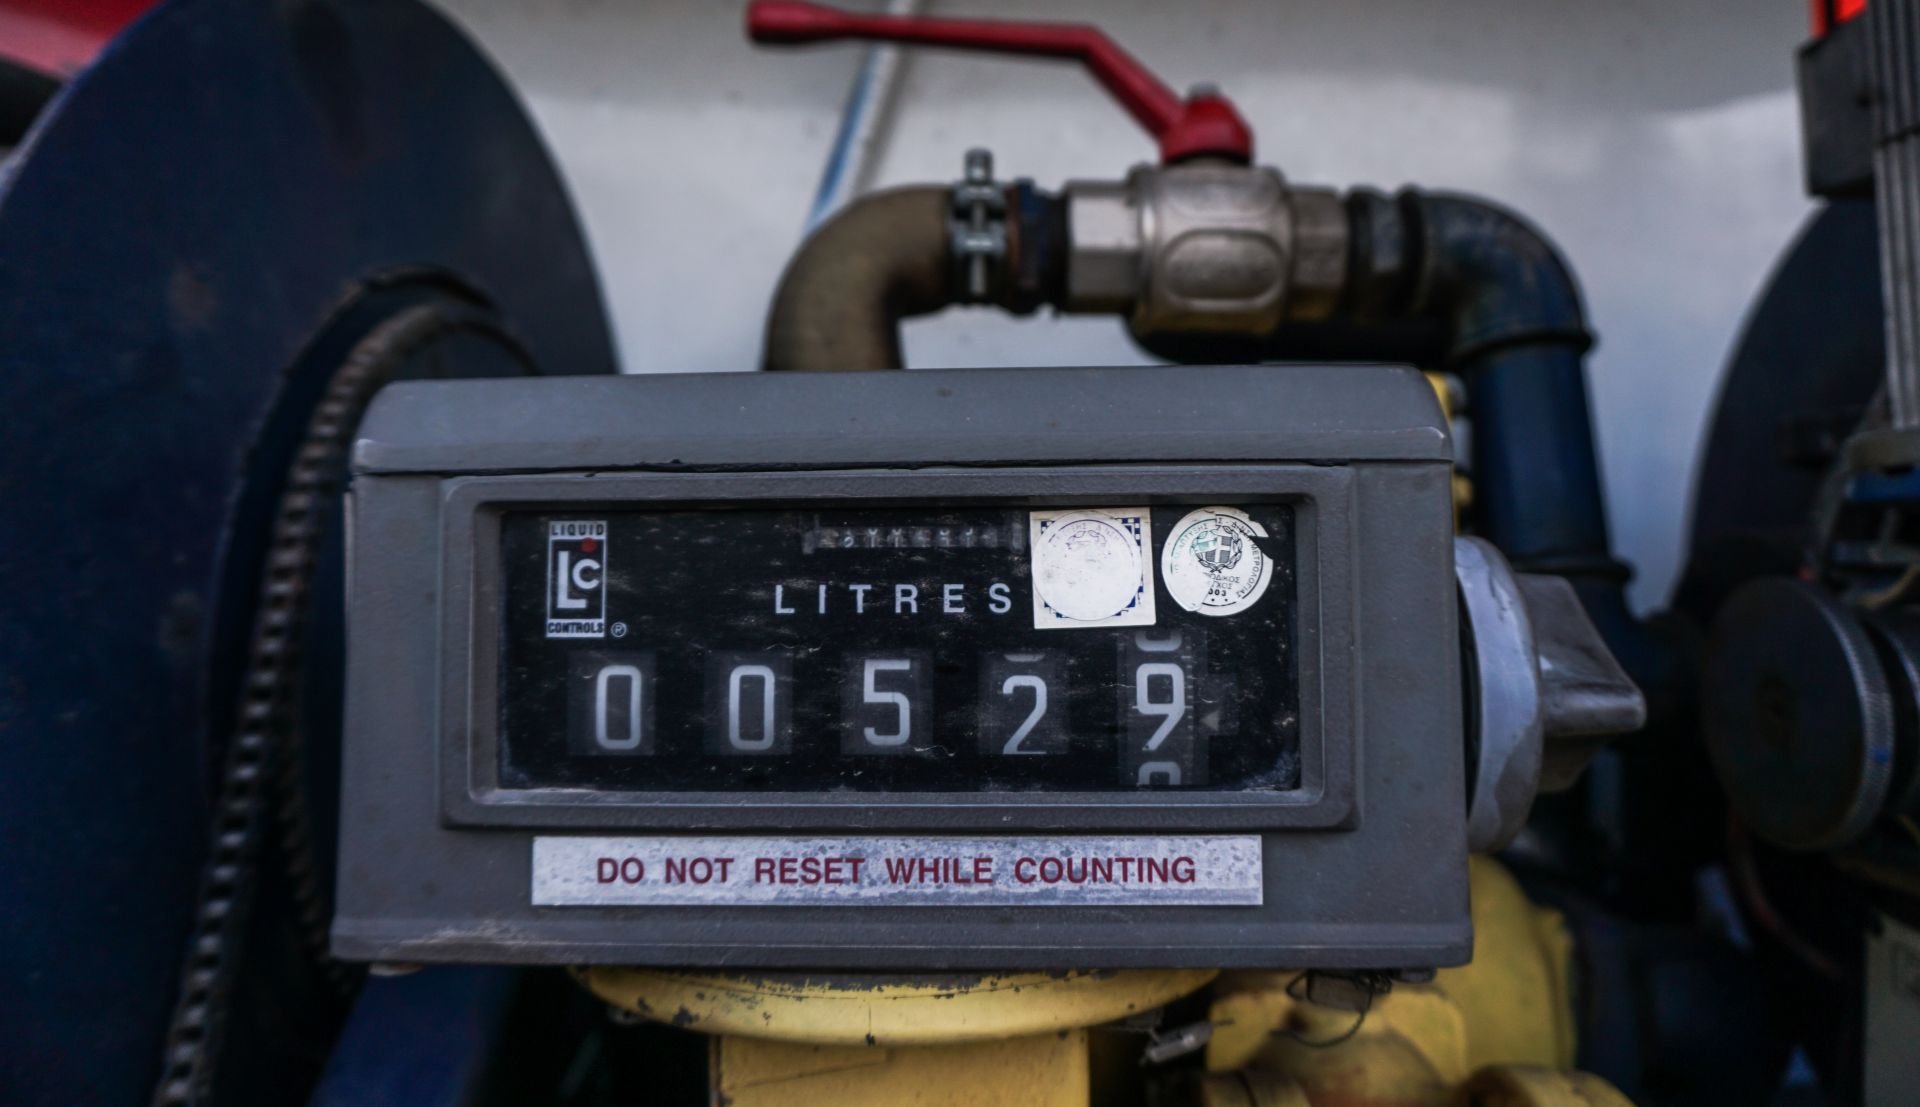 LIQUID
LC
CONTROLS ®
LITRES
0 0 5 2 9
DO NOT RESET WHILE COUNTING